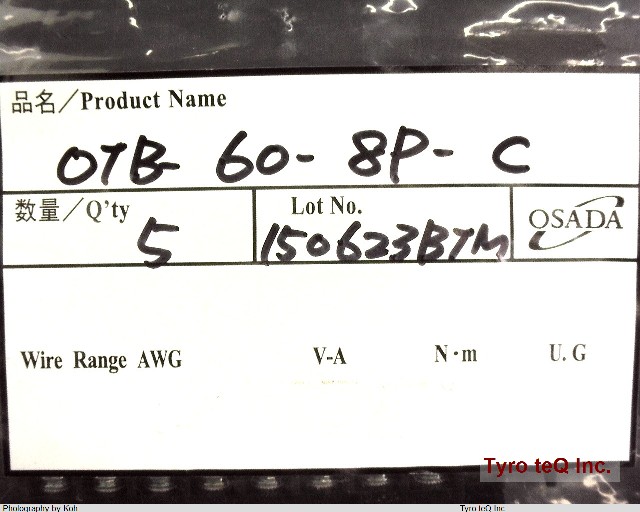 品名/Product Name
OTB- 60- 8P- C
数量/Q'ty 5
Lot No. 150623BTM
OSADA
Wire Range AWG V-A N·m U.G
Tyro teQ Inc.
Photography by Koh Tyro teQ Inc